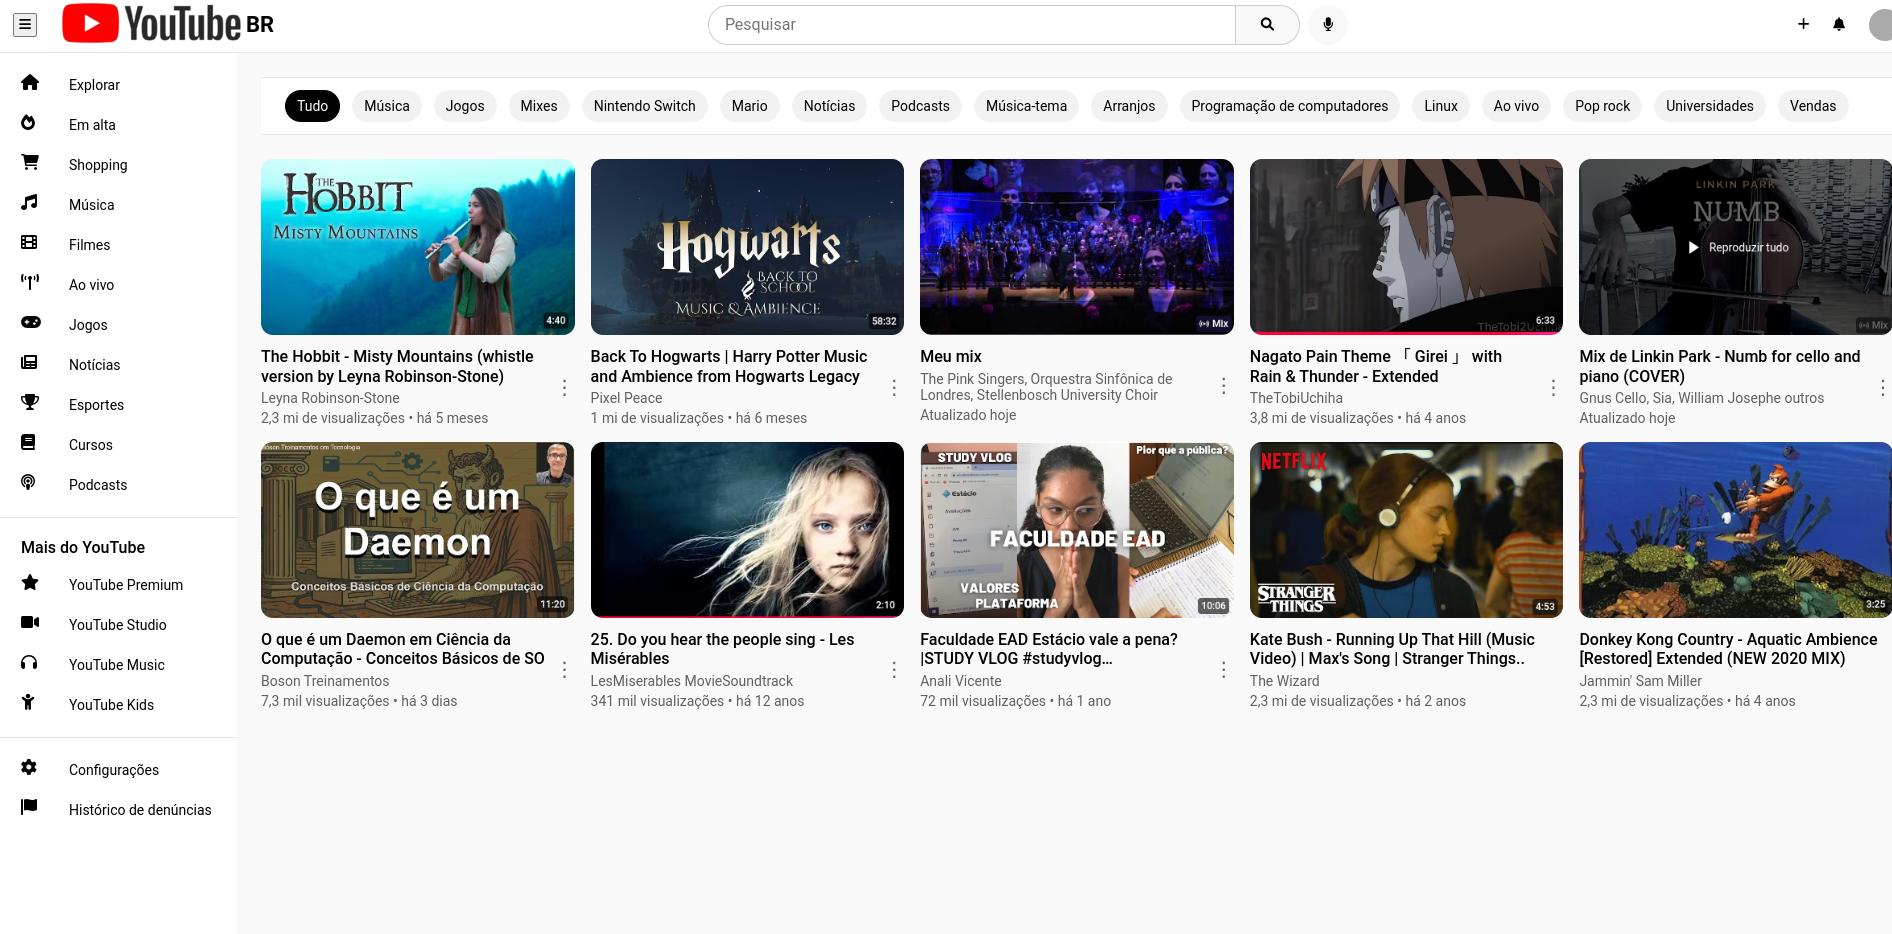 YouTube BR
Pesquisar
Explorar
Em alta
Shopping
Música
Filmes
Ao vivo
Jogos
Notícias
Esportes
Cursos
Podcasts
Mais do YouTube
YouTube Premium
YouTube Studio
YouTube Music
YouTube Kids
Configurações
Histórico de denúncias
Tudo Música Jogos Mixes Nintendo Switch Mario Notícias Podcasts Música-tema Arranjos Programação de computadores Linux Ao vivo Pop rock Universidades Vendas
THE
HOBBIT
MISTY MOUNTAINS
4:40
The Hobbit - Misty Mountains (whistle
version by Leyna Robinson-Stone)
Leyna Robinson-Stone
2,3 mi de visualizações • há 5 meses
Hogwarts
BACK TO
SCHOOL
MUSIC & AMBIENCE
58:32
Back To Hogwarts | Harry Potter Music
and Ambience from Hogwarts Legacy
Pixel Peace
1 mi de visualizações • há 6 meses
Mix
Meu mix
The Pink Singers, Orquestra Sinfônica de
Londres, Stellenbosch University Choir
Atualizado hoje
6:33
TheTobi2Uchiha
Nagato Pain Theme 「 Girei 」 with
Rain & Thunder - Extended
TheTobiUchiha
3,8 mi de visualizações • há 4 anos
LINKIN PARK
NUMB
Reproduzir tudo
Mix
Mix de Linkin Park - Numb for cello and
piano (COVER)
Gnus Cello, Sia, William Josephe outros
Atualizado hoje
Boson Treinamentos em Tecnologia
O que é um
Daemon
Conceitos Básicos de Ciência da Computação
11:20
O que é um Daemon em Ciência da
Computação - Conceitos Básicos de SO
Boson Treinamentos
7,3 mil visualizações • há 3 dias
2:10
25. Do you hear the people sing - Les
Misérables
LesMiserables MovieSoundtrack
341 mil visualizações • há 12 anos
STUDY VLOG
Pior que a pública?
Estácio
FACULDADE EAD
VALORES
PLATAFORMA
10:06
Faculdade EAD Estácio vale a pena?
|STUDY VLOG #studyvlog...
Anali Vicente
72 mil visualizações • há 1 ano
NETFLIX
STRANGER
THINGS
4:53
Kate Bush - Running Up That Hill (Music
Video) | Max's Song | Stranger Things..
The Wizard
2,3 mi de visualizações • há 2 anos
3:25
Donkey Kong Country - Aquatic Ambience
[Restored] Extended (NEW 2020 MIX)
Jammin' Sam Miller
2,3 mi de visualizações • há 4 anos